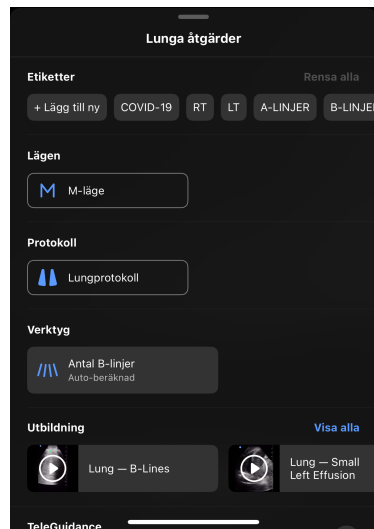 Lunga åtgärder
Etiketter
Rensa alla
+ Lägg till ny
COVID-19
RT
LT
A-LINJER
B-LINJE
Lägen
M-läge
Protokoll
Lungprotokoll
Verktyg
Antal B-linjer
Auto-beräknad
Utbildning
Visa alla
Lung — B-Lines
Lung — Small
Left Effusion
TeleGuidance